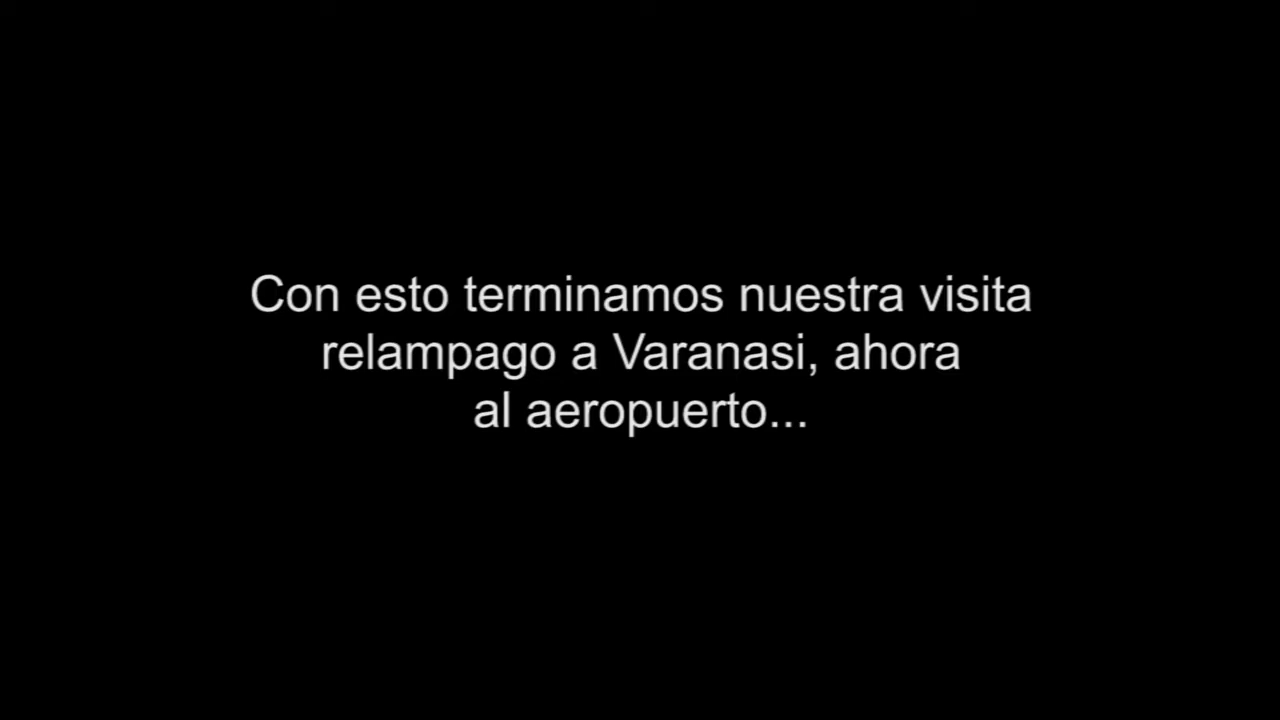 Con esto terminamos nuestra visita
relampago a Varanasi, ahora
al aeropuerto...